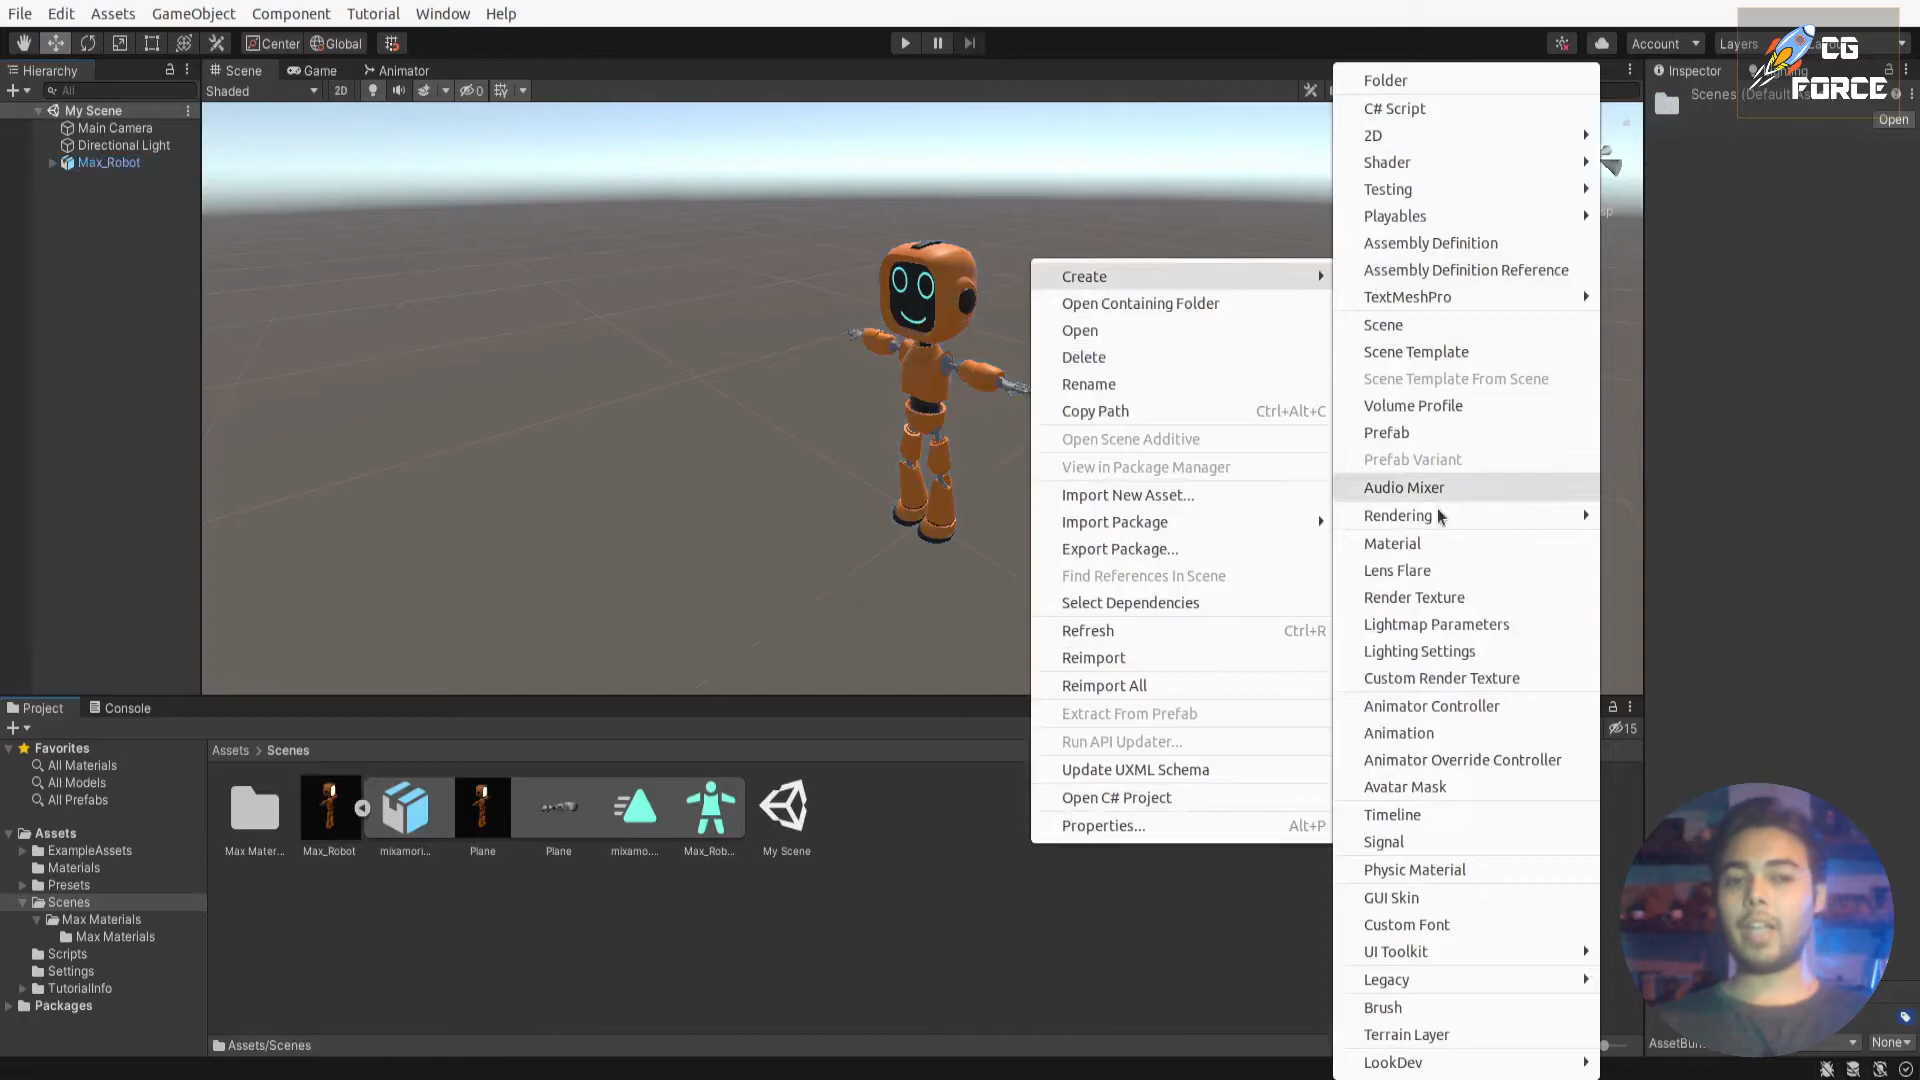 File Edit Assets GameObject Component Tutorial Window Help
Center Global
Account Layers
CG
FORCE
Hierarchy
All
My Scene
Main Camera
Directional Light
Max_Robot
Scene Game Animator
Shaded 2D 0
Inspector
Scenes (Default
Open
Create
Open Containing Folder
Open
Delete
Rename
Copy Path Ctrl+Alt+C
Open Scene Additive
View in Package Manager
Import New Asset...
Import Package
Export Package...
Find References In Scene
Select Dependencies
Refresh Ctrl+R
Reimport
Reimport All
Extract From Prefab
Run API Updater...
Update UXML Schema
Open C# Project
Properties... Alt+P
Folder
C# Script
2D
Shader
Testing
Playables
Assembly Definition
Assembly Definition Reference
TextMeshPro
Scene
Scene Template
Scene Template From Scene
Volume Profile
Prefab
Prefab Variant
Audio Mixer
Rendering
Material
Lens Flare
Render Texture
Lightmap Parameters
Lighting Settings
Custom Render Texture
Animator Controller
Animation
Animator Override Controller
Avatar Mask
Timeline
Signal
Physic Material
GUI Skin
Custom Font
UI Toolkit
Legacy
Brush
Terrain Layer
LookDev
Project Console
15
Favorites
All Materials
All Models
All Prefabs
Assets
ExampleAssets
Materials
Presets
Scenes
Max Materials
Max Materials
Scripts
Settings
TutorialInfo
Packages
Assets > Scenes
Max Mater... Max_Robot mixamori... Plane Plane mixamo.... Max_Rob... My Scene
Assets/Scenes
None